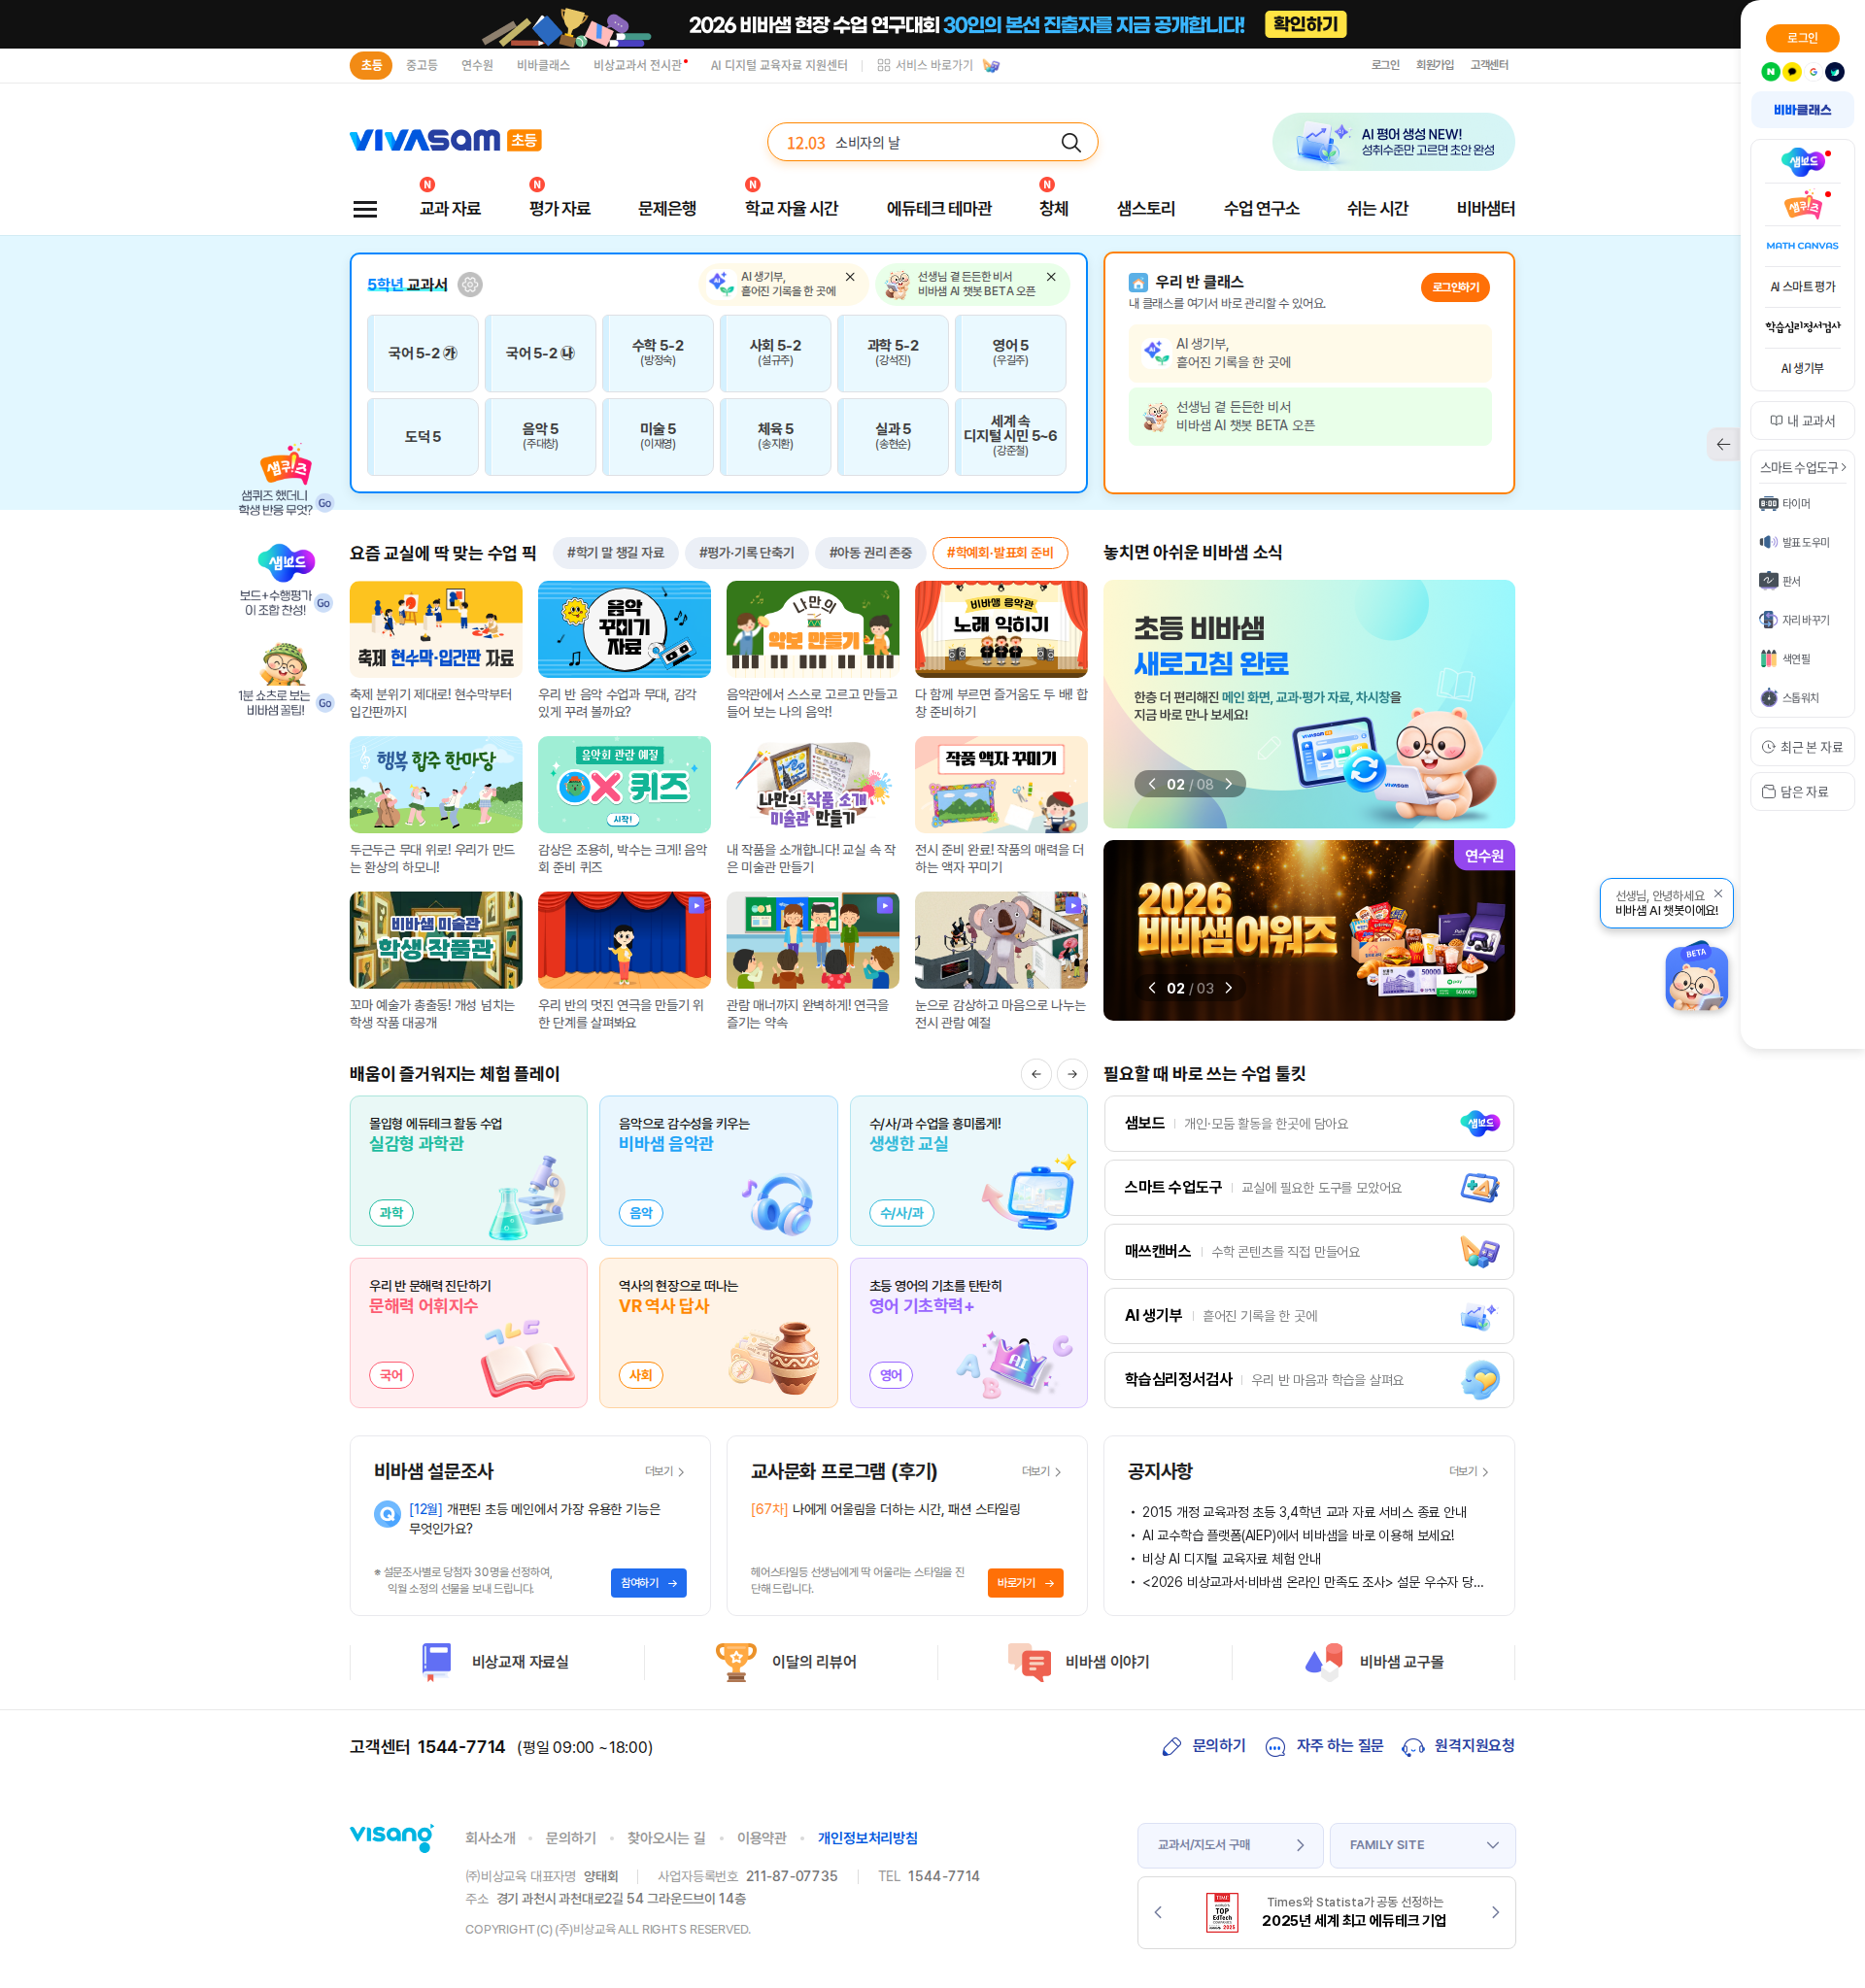 2026 비바샘 현장 수업 연구대회 30인의 본선 진출자를 지금 공개합니다! 확인하기
초등 중고등 연수원 비바클래스 비상교과서 전시관 AI 디지털 교육자료 지원센터 서비스 바로가기 로그인 회원가입 고객센터
VIVASAM 초등
12.03 소비자의 날
AI 평어 생성 NEW!
성취수준만 고르면 초안 완성
N N N N
교과 자료 평가 자료 문제은행 학교 자율 시간 에듀테크 테마관 창체 샘스토리 수업 연구소 쉬는 시간 비바샘터
5학년 교과서
AI 생기부,
흩어진 기록을 한 곳에
선생님 곁 든든한 비서
비바샘 AI 챗봇 BETA 오픈
국어 5-2 ㉮
국어 5-2 ㉯
수학 5-2
(방정숙)
사회 5-2
(설규주)
과학 5-2
(강석진)
영어 5
(우길주)
도덕 5
음악 5
(주대창)
미술 5
(이재영)
체육 5
(송지환)
실과 5
(송현순)
세계 속
디지털 시민 5~6
(강준철)
우리 반 클래스
로그인하기
내 클래스를 여기서 바로 관리할 수 있어요.
AI 생기부,
흩어진 기록을 한 곳에
선생님 곁 든든한 비서
비바샘 AI 챗봇 BETA 오픈
샘퀴즈
샘퀴즈 했더니
학생 반응 무엇? Go
샘보드
보드+수행평가
이 조합 찬성! Go
1분 쇼츠로 보는
비바샘 꿀팁! Go
요즘 교실에 딱 맞는 수업 픽
#학기 말 챙길 자료 #평가·기록 단축기 #아동 권리 존중 #학예회·발표회 준비
축제 현수막·입간판 자료
축제 분위기 제대로! 현수막부터
입간판까지
음악
꾸미기
자료
우리 반 음악 수업과 무대, 감각
있게 꾸려 볼까요?
나만의
악보 만들기
음악관에서 스스로 고르고 만들고
들어 보는 나의 음악!
비바샘 음악관
노래 익히기
다 함께 부르면 즐거움도 두 배! 합
창 준비하기
행복 합주 한마당
두근두근 무대 위로! 우리가 만드
는 환상의 하모니!
음악회 관람 예절
OX 퀴즈
시작!
감상은 조용히, 박수는 크게! 음악
회 준비 퀴즈
나만의 작품 소개
미술관 만들기
내 작품을 소개합니다! 교실 속 작
은 미술관 만들기
작품 액자 꾸미기
전시 준비 완료! 작품의 매력을 더
하는 액자 꾸미기
비바샘 미술관
학생 작품관
꼬마 예술가 총출동! 개성 넘치는
학생 작품 대공개
우리 반의 멋진 연극을 만들기 위
한 단계를 살펴봐요
관람 매너까지 완벽하게! 연극을
즐기는 약속
눈으로 감상하고 마음으로 나누는
전시 관람 예절
놓치면 아쉬운 비바샘 소식
초등 비바샘
새로고침 완료
한층 더 편리해진 메인 화면, 교과·평가 자료, 차시창을
지금 바로 만나 보세요!
02 / 08
연수원
2026
비바샘어워즈
02 / 03
배움이 즐거워지는 체험 플레이
몰입형 에듀테크 활동 수업
실감형 과학관
과학
음악으로 감수성을 키우는
비바샘 음악관
음악
수/사/과 수업을 흥미롭게!
생생한 교실
수/사/과
우리 반 문해력 진단하기
문해력 어휘지수
국어
역사의 현장으로 떠나는
VR 역사 답사
사회
초등 영어의 기초를 탄탄히
영어 기초학력+
영어
필요할 때 바로 쓰는 수업 툴킷
샘보드 개인·모둠 활동을 한곳에 담아요
스마트 수업도구 교실에 필요한 도구를 모았어요
매쓰캔버스 수학 콘텐츠를 직접 만들어요
AI 생기부 흩어진 기록을 한 곳에
학습심리정서검사 우리 반 마음과 학습을 살펴요
비바샘 설문조사 더보기
Q [12월] 개편된 초등 메인에서 가장 유용한 기능은
무엇인가요?
※ 설문조사별로 당첨자 30명을 선정하여,
익월 소정의 선물을 보내 드립니다.
참여하기 →
교사문화 프로그램 (후기) 더보기
[67차] 나에게 어울림을 더하는 시간, 패션 스타일링
헤어스타일등 선생님에게 딱 어울리는 스타일을 진
단해 드립니다.
바로가기 →
공지사항 더보기
• 2015 개정 교육과정 초등 3,4학년 교과 자료 서비스 종료 안내
• AI 교수학습 플랫폼(AIEP)에서 비바샘을 바로 이용해 보세요!
• 비상 AI 디지털 교육자료 체험 안내
• <2026 비상교과서·비바샘 온라인 만족도 조사> 설문 우수자 당...
비상교재 자료실 이달의 리뷰어 비바샘 이야기 비바샘 교구몰
고객센터 1544-7714 (평일 09:00 ~18:00)
문의하기 자주 하는 질문 원격지원요청
visang
회사소개 • 문의하기 • 찾아오시는 길 • 이용약관 • 개인정보처리방침
㈜비상교육 대표자명 양태회 사업자등록번호 211-87-07735 TEL 1544-7714
주소 경기 과천시 과천대로2길 54 그라운드브이 14층
COPYRIGHT (C) (주)비상교육 ALL RIGHTS RESERVED.
교과서/지도서 구매
FAMILY SITE
TIME
TOP
EdTech
2025
Times와 Statista가 공동 선정하는
2025년 세계 최고 에듀테크 기업
로그인
비바클래스
샘보드
샘퀴즈
MATH CANVAS
AI 스마트 평가
학습심리정서검사
AI 생기부
내 교과서
스마트 수업도구
타이머
발표 도우미
판서
자리 바꾸기
색연필
스톱워치
최근 본 자료
담은 자료
선생님, 안녕하세요
비바샘 AI 챗봇이에요!
BETA